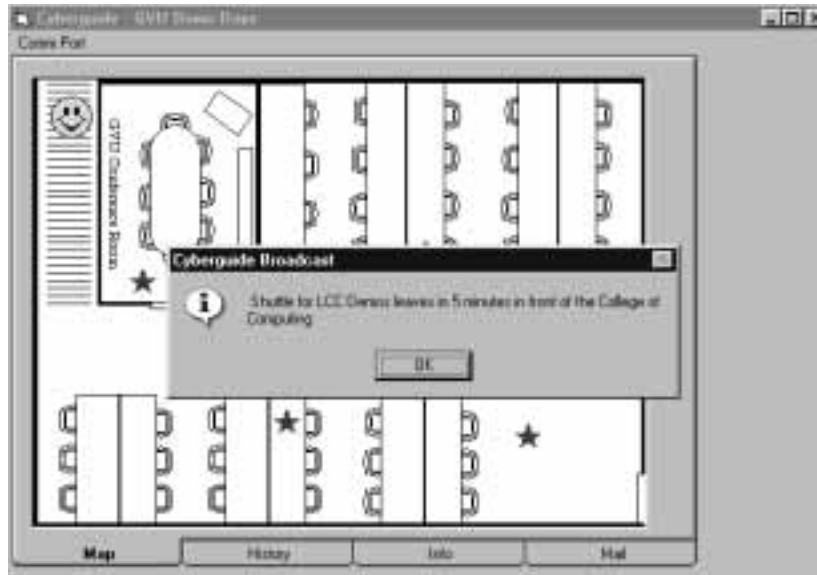 Cyberguide - GVU Demo Days
Comm Port
GVU Conference Room
Cyberguide Broadcast
Shuttle for LCC Demos leaves in 5 minutes in front of the College of
Computing
OK
Map
History
Info
Mail